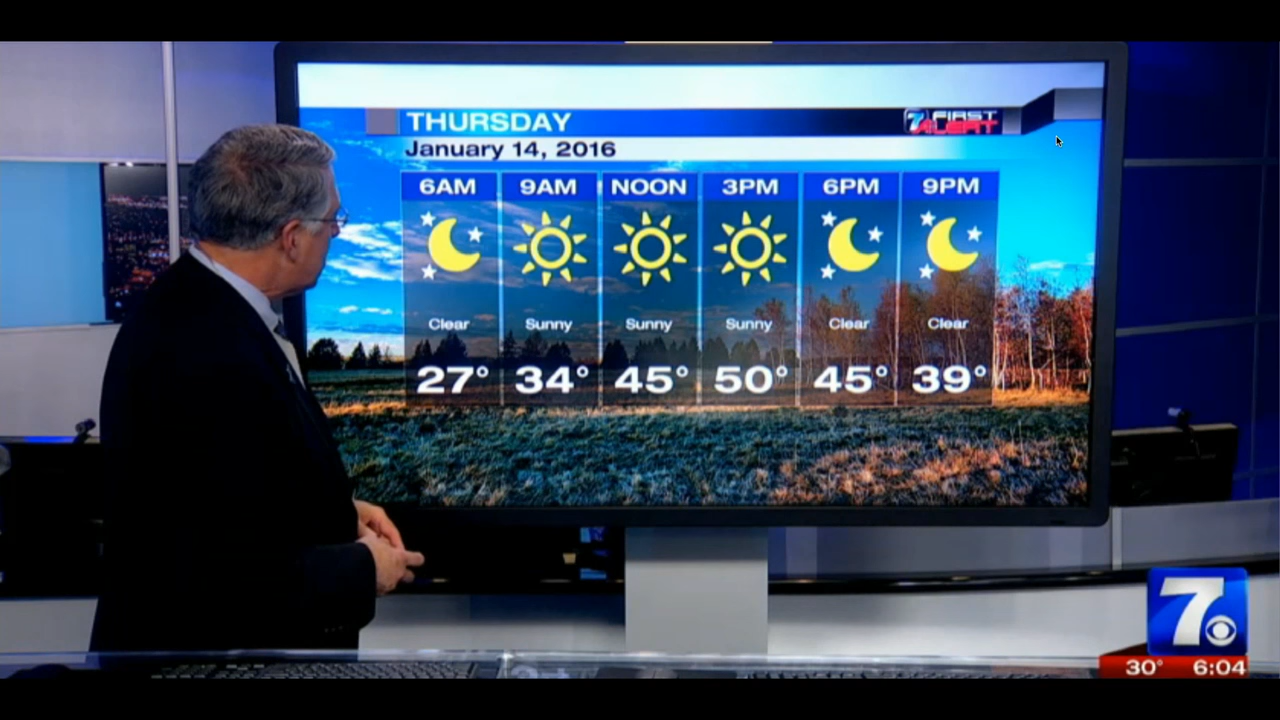 THURSDAY
7 FIRST ALERT
January 14, 2016
6AM 9AM NOON 3PM 6PM 9PM
Clear Sunny Sunny Sunny Clear Clear
27° 34° 45° 50° 45° 39°
7
30° 6:04